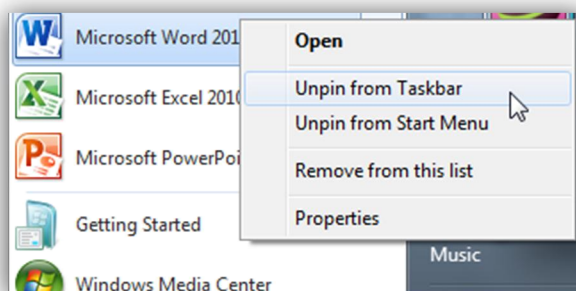 Microsoft Word 201
Open
Unpin from Taskbar
Microsoft Excel 2010
Unpin from Start Menu
Microsoft PowerPoi
Remove from this list
Getting Started
Properties
Music
Windows Media Center